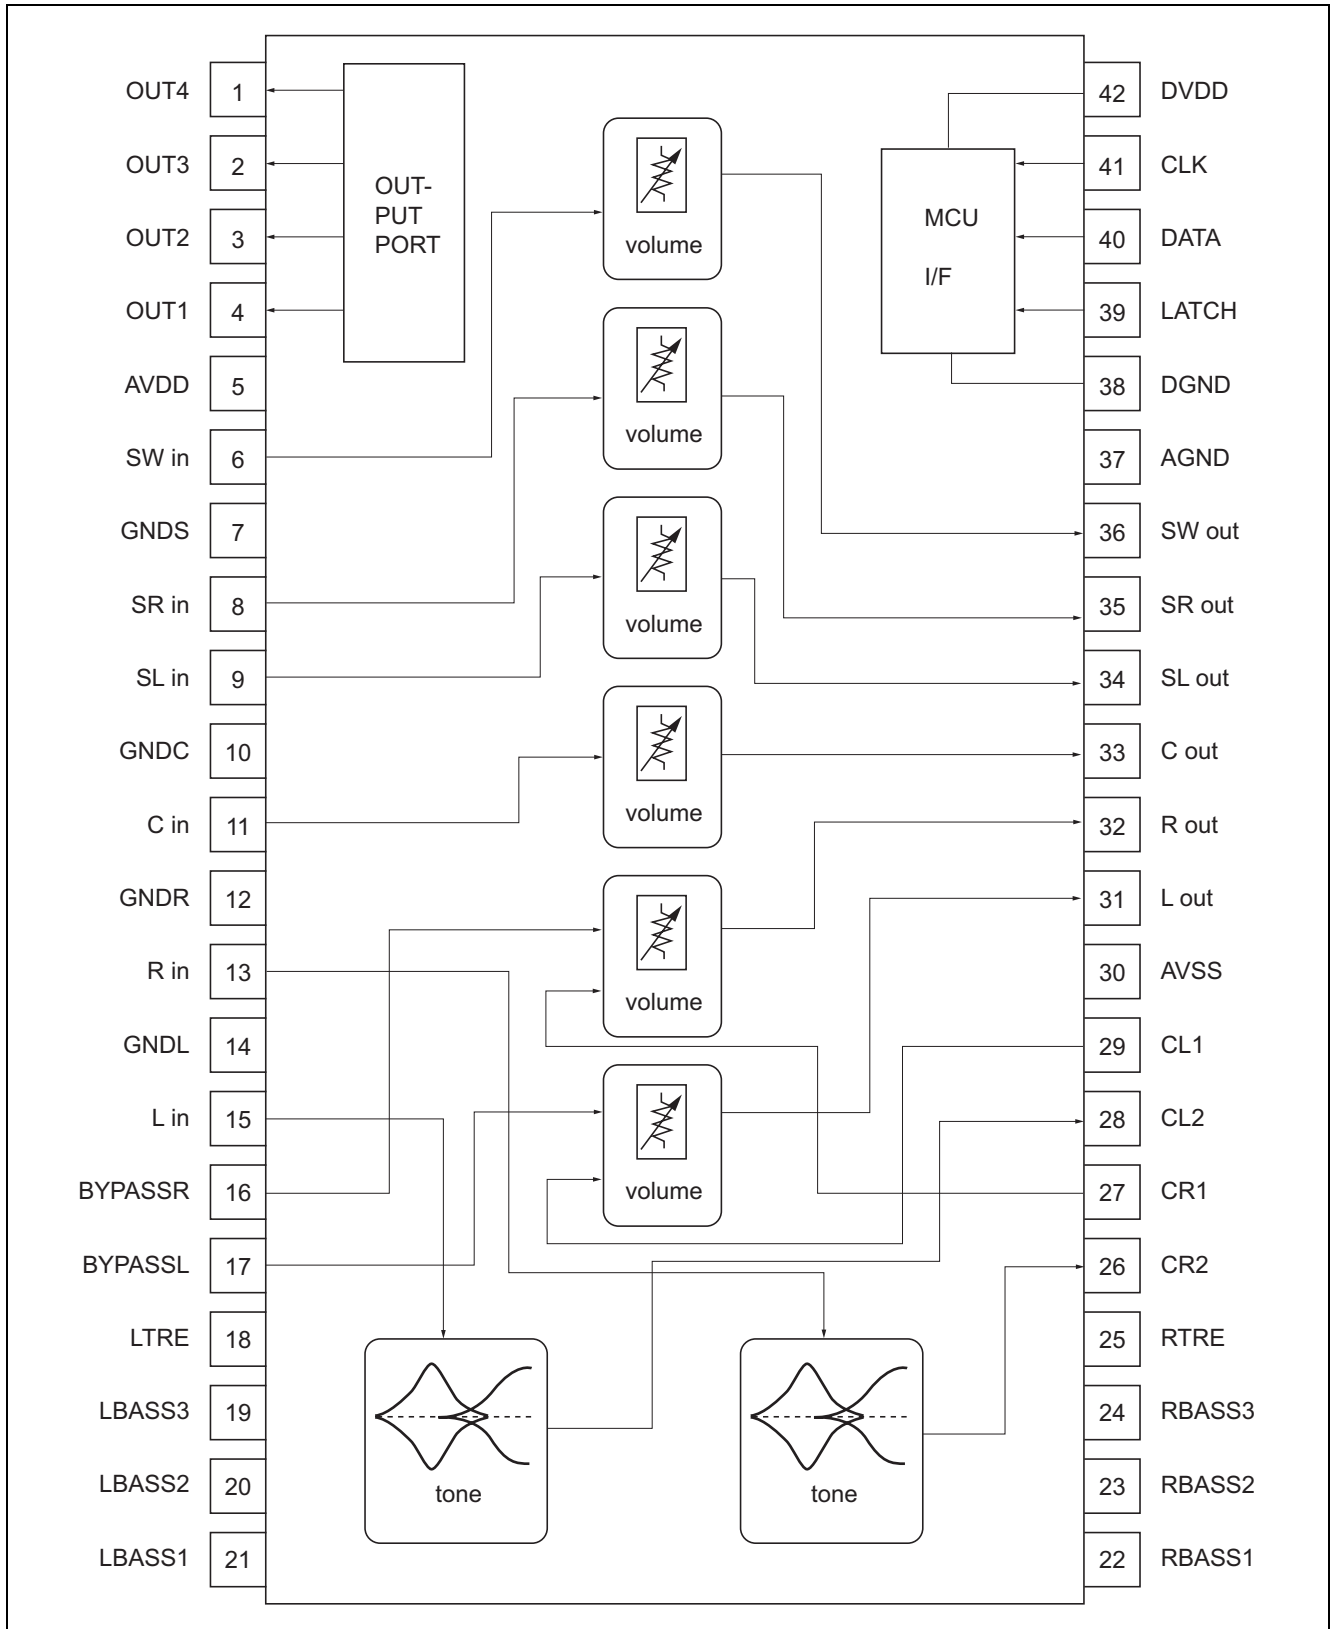 OUT4 1
OUT3 2
OUT2 3
OUT1 4
AVDD 5
SW in 6
GNDS 7
SR in 8
SL in 9
GNDC 10
C in 11
GNDR 12
R in 13
GNDL 14
L in 15
BYPASSR 16
BYPASSL 17
LTRE 18
LBASS3 19
LBASS2 20
LBASS1 21
OUT-
PUT
PORT
volume
volume
volume
volume
volume
volume
tone
tone
MCU
I/F
42 DVDD
41 CLK
40 DATA
39 LATCH
38 DGND
37 AGND
36 SW out
35 SR out
34 SL out
33 C out
32 R out
31 L out
30 AVSS
29 CL1
28 CL2
27 CR1
26 CR2
25 RTRE
24 RBASS3
23 RBASS2
22 RBASS1